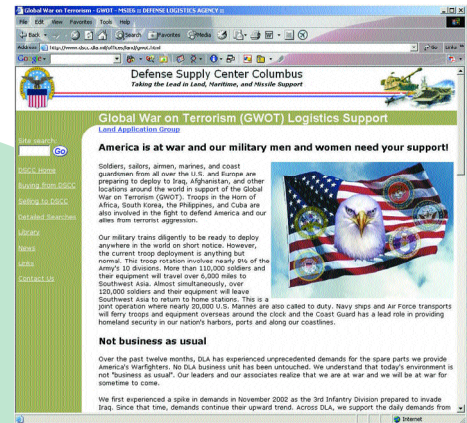 Global War on Terrorism - GWOT - MSIE6 :: DEFENSE LOGISTICS AGENCY ::
File Edit View Favorites Tools Help
Back Search Favorites Media
Address
Go Links
Google
Defense Supply Center Columbus
Taking the Lead in Land, Maritime, and Missile Support
Global War on Terrorism (GWOT) Logistics Support
Land Application Group
Site search:
Go
DSCC Home
Buying from DSCC
Selling to DSCC
Detailed Searches
Library
News
Links
Contact Us
America is at war and our military men and women need your support!
Soldiers, sailors, airmen, marines, and coast
guardsmen from all over the U.S. and Europe are
preparing to deploy to Iraq, Afghanistan, and other
locations around the world in support of the Global
War on Terrorism (GWOT). Troops in the Horn of
Africa, South Korea, the Philippines, and Cuba are
also involved in the fight to defend America and our
allies from terrorist aggression.
Our military trains diligently to be ready to deploy
anywhere in the world on short notice. However,
the current troop deployment is anything but
normal. This troop rotation involves nearly 8% of the
Army's 10 divisions. More than 110,000 soldiers and
their equipment will travel over 6,000 miles to
Southwest Asia. Almost simultaneously, over
120,000 soldiers and their equipment will leave
Southwest Asia to return to home stations. This is a
joint operation where nearly 20,000 U.S. Marines are also called to duty. Navy ships and Air Force transports
will ferry troops and equipment overseas around the clock and the Coast Guard has a lead role in providing
homeland security in our nation's harbors, ports and along our coastlines.
Not business as usual
Over the past twelve months, DLA has experienced unprecedented demands for the spare parts we provide
America's Warfighters. No DLA business unit has been untouched. We understand that today's environment is
not "business as usual". Our leaders and our associates realize that we are at war and we will be at war for
sometime to come.
We first experienced a spike in demands in November 2002 as the 3rd Infantry Division prepared to invade
Iraq. Since that time, demands continue their upward trend. Across DLA, we support the daily demands from
Internet